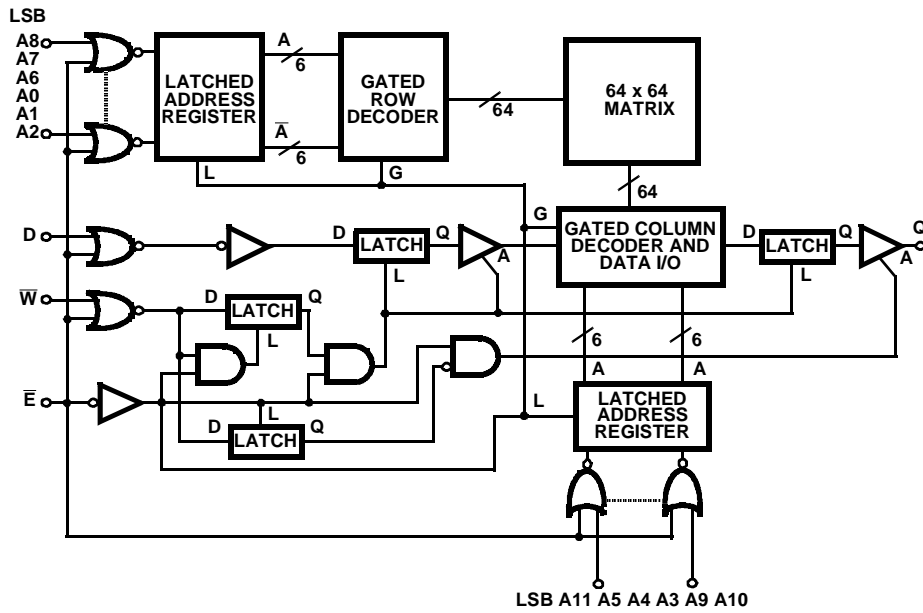 LSB
A8
A7
A6
A0
A1
A2
LATCHED
ADDRESS
REGISTER
A
6
A̅
6
L
GATED
ROW
DECODER
G
64
64 x 64
MATRIX
64
D
D
LATCH
Q
L
A
G
GATED COLUMN
DECODER AND
DATA I/O
D
LATCH
Q
L
A
Q
W̅
D
LATCH
Q
L
6
6
A
A
E̅
L
D
LATCH
Q
L
LATCHED
ADDRESS
REGISTER
LSB A11 A5 A4 A3 A9 A10